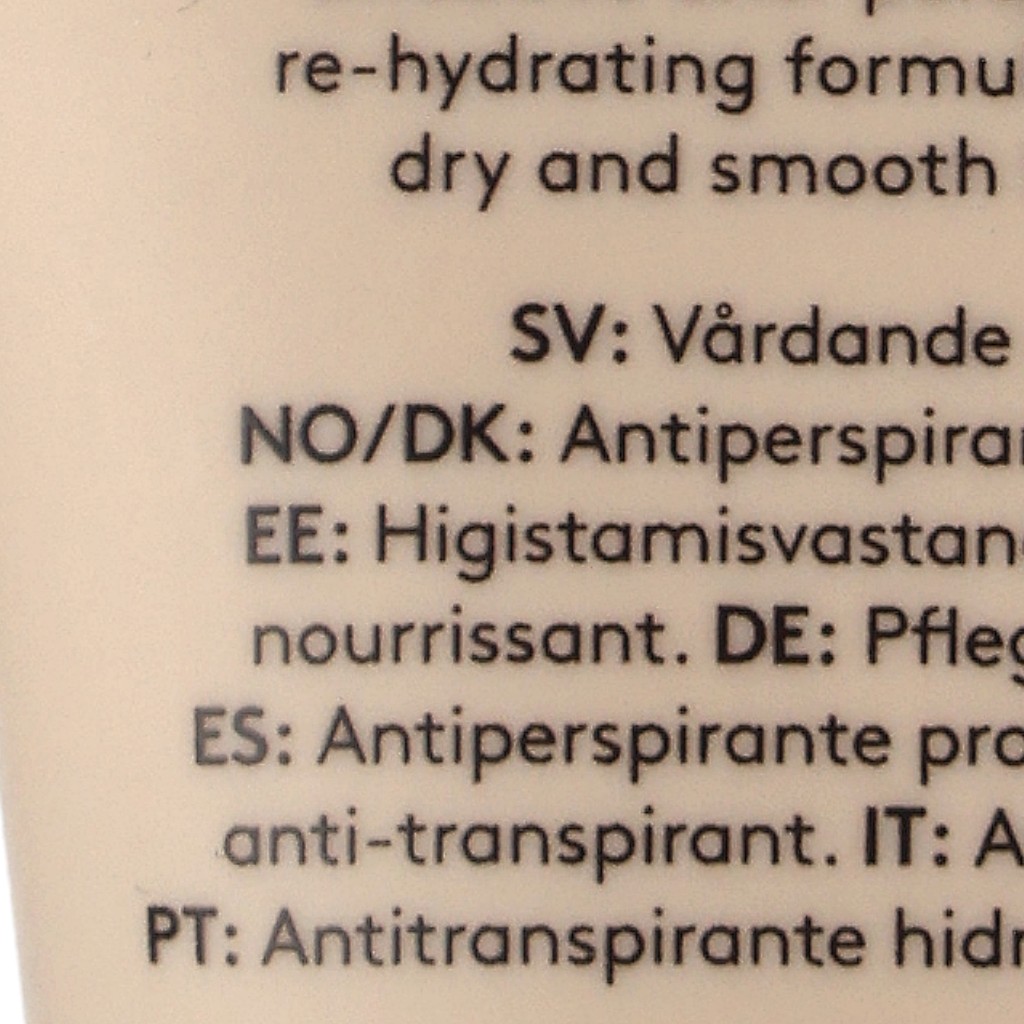 re-hydrating formu
dry and smooth
SV: Vårdande
NO/DK: Antiperspiran
EE: Higistamisvastan
nourrissant. DE: Pfleg
ES: Antiperspirante pro
anti-transpirant. IT: A
PT: Antitranspirante hidr